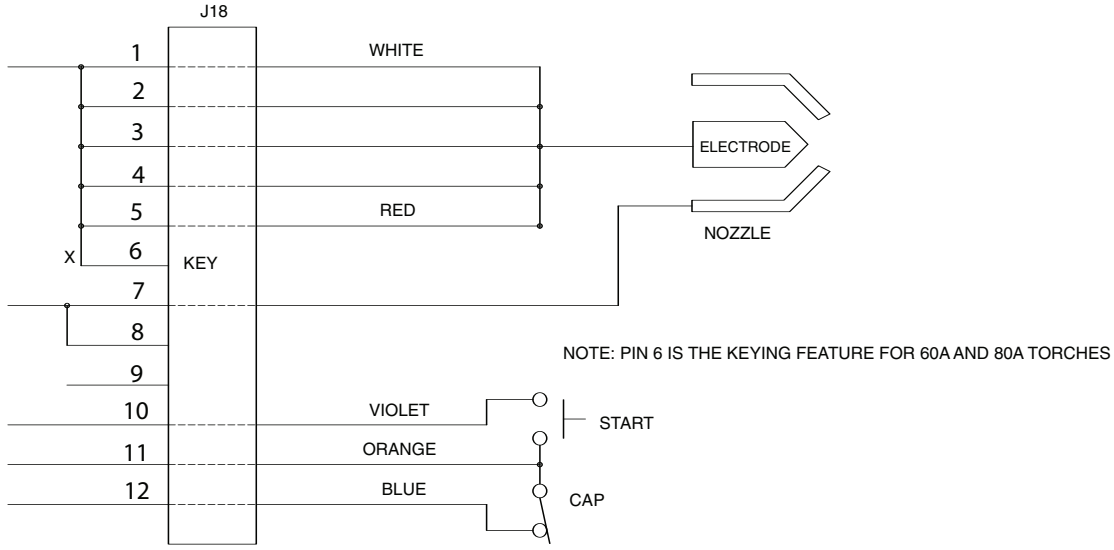 J18
1
WHITE
2
3
ELECTRODE
4
5
RED
NOZZLE
X
6
KEY
7
8
NOTE: PIN 6 IS THE KEYING FEATURE FOR 60A AND 80A TORCHES
9
10
VIOLET
START
11
ORANGE
12
BLUE
CAP